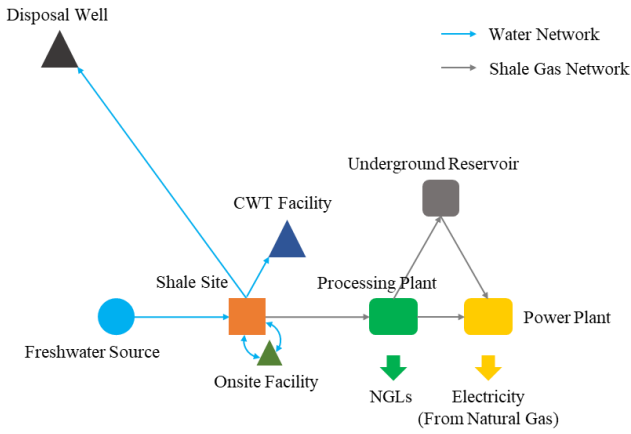 Disposal Well
Water Network
Shale Gas Network
Underground Reservoir
CWT Facility
Shale Site
Processing Plant
Power Plant
Freshwater Source
Onsite Facility
NGLs
Electricity
(From Natural Gas)